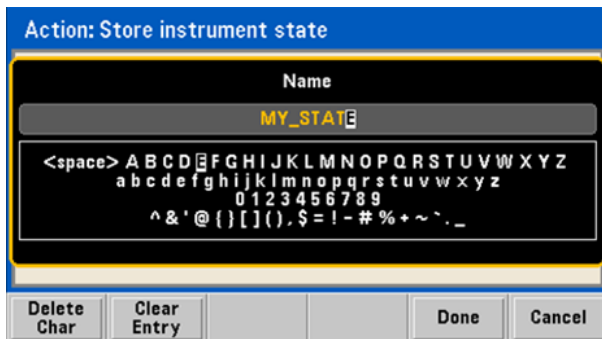 Action: Store instrument state
Name
MY_STATE
<space> A B C D E F G H I J K L M N O P Q R S T U V W X Y Z
a b c d e f g h i j k l m n o p q r s t u v w x y z
0 1 2 3 4 5 6 7 8 9
^ & ' @ { } [ ] ( ) , $ = ! - # % + ~ ` . _
Delete Char
Clear Entry
Done
Cancel